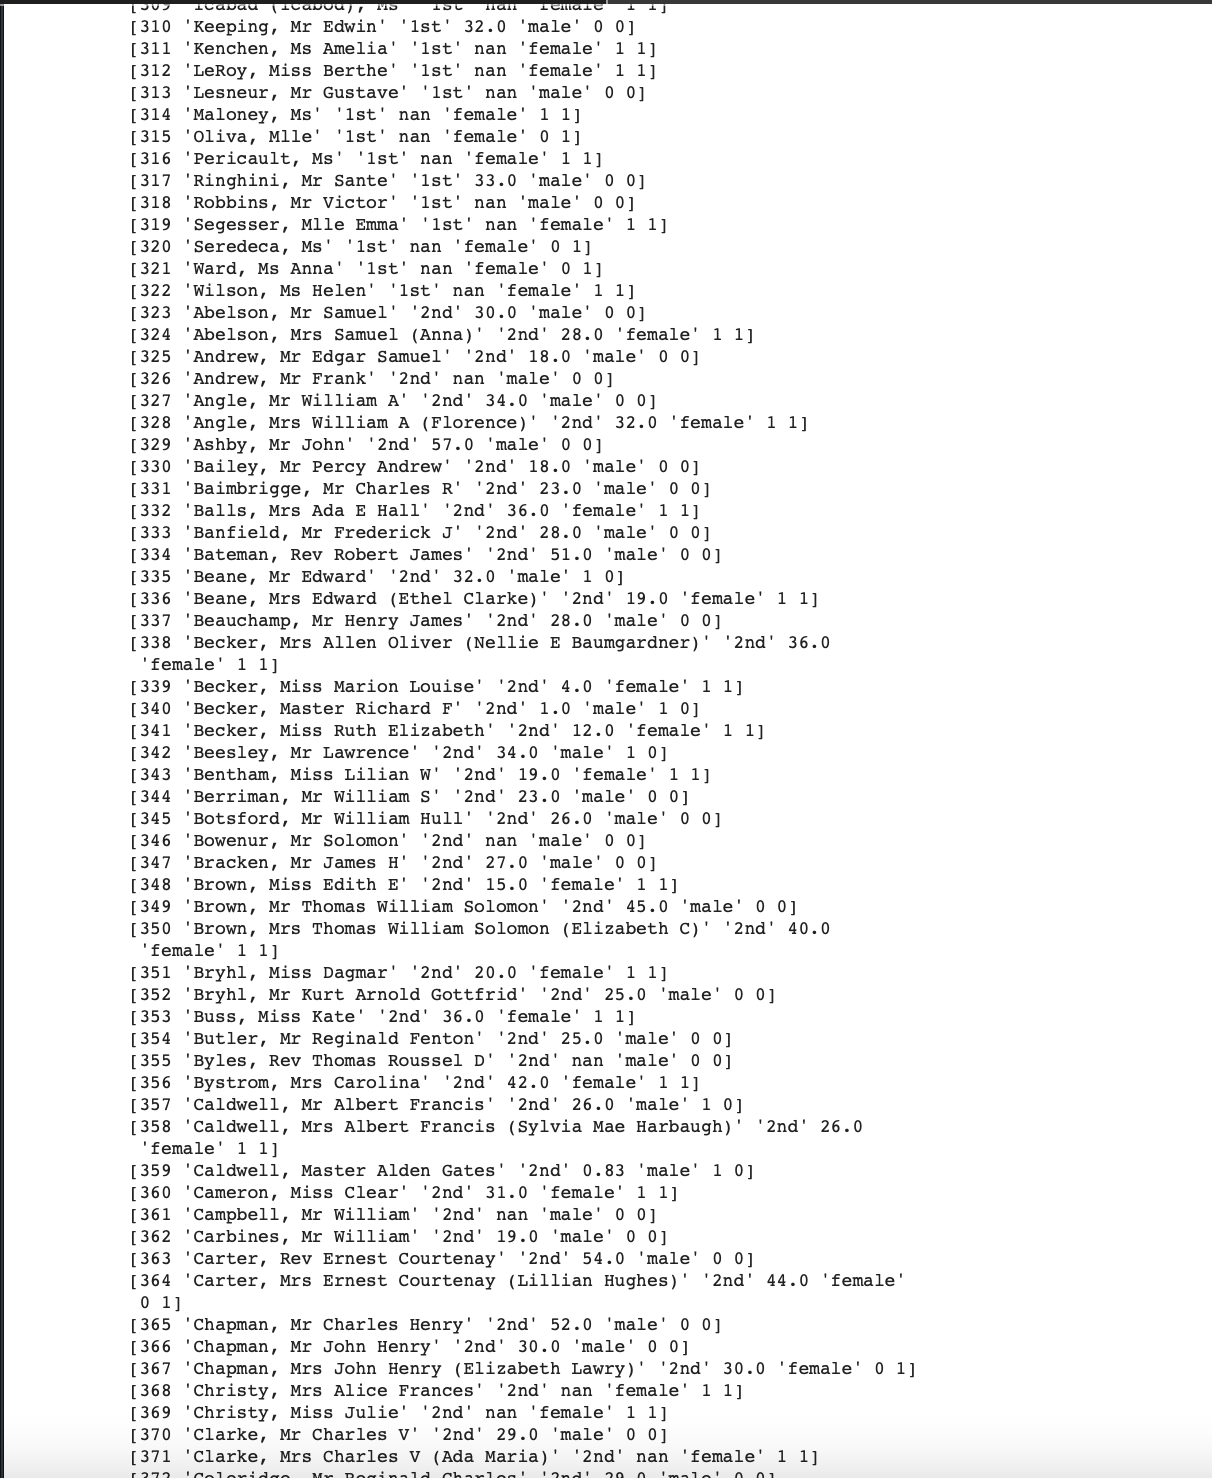 [309 'Icabad (Icabod), Ms' '1st' nan 'female' 1 1]
[310 'Keeping, Mr Edwin' '1st' 32.0 'male' 0 0]
[311 'Kenchen, Ms Amelia' '1st' nan 'female' 1 1]
[312 'LeRoy, Miss Berthe' '1st' nan 'female' 1 1]
[313 'Lesneur, Mr Gustave' '1st' nan 'male' 0 0]
[314 'Maloney, Ms' '1st' nan 'female' 1 1]
[315 'Oliva, Mlle' '1st' nan 'female' 0 1]
[316 'Pericault, Ms' '1st' nan 'female' 1 1]
[317 'Ringhini, Mr Sante' '1st' 33.0 'male' 0 0]
[318 'Robbins, Mr Victor' '1st' nan 'male' 0 0]
[319 'Segesser, Mlle Emma' '1st' nan 'female' 1 1]
[320 'Seredeca, Ms' '1st' nan 'female' 0 1]
[321 'Ward, Ms Anna' '1st' nan 'female' 0 1]
[322 'Wilson, Ms Helen' '1st' nan 'female' 1 1]
[323 'Abelson, Mr Samuel' '2nd' 30.0 'male' 0 0]
[324 'Abelson, Mrs Samuel (Anna)' '2nd' 28.0 'female' 1 1]
[325 'Andrew, Mr Edgar Samuel' '2nd' 18.0 'male' 0 0]
[326 'Andrew, Mr Frank' '2nd' nan 'male' 0 0]
[327 'Angle, Mr William A' '2nd' 34.0 'male' 0 0]
[328 'Angle, Mrs William A (Florence)' '2nd' 32.0 'female' 1 1]
[329 'Ashby, Mr John' '2nd' 57.0 'male' 0 0]
[330 'Bailey, Mr Percy Andrew' '2nd' 18.0 'male' 0 0]
[331 'Baimbrigge, Mr Charles R' '2nd' 23.0 'male' 0 0]
[332 'Balls, Mrs Ada E Hall' '2nd' 36.0 'female' 1 1]
[333 'Banfield, Mr Frederick J' '2nd' 28.0 'male' 0 0]
[334 'Bateman, Rev Robert James' '2nd' 51.0 'male' 0 0]
[335 'Beane, Mr Edward' '2nd' 32.0 'male' 1 0]
[336 'Beane, Mrs Edward (Ethel Clarke)' '2nd' 19.0 'female' 1 1]
[337 'Beauchamp, Mr Henry James' '2nd' 28.0 'male' 0 0]
[338 'Becker, Mrs Allen Oliver (Nellie E Baumgardner)' '2nd' 36.0
'female' 1 1]
[339 'Becker, Miss Marion Louise' '2nd' 4.0 'female' 1 1]
[340 'Becker, Master Richard F' '2nd' 1.0 'male' 1 0]
[341 'Becker, Miss Ruth Elizabeth' '2nd' 12.0 'female' 1 1]
[342 'Beesley, Mr Lawrence' '2nd' 34.0 'male' 1 0]
[343 'Bentham, Miss Lilian W' '2nd' 19.0 'female' 1 1]
[344 'Berriman, Mr William S' '2nd' 23.0 'male' 0 0]
[345 'Botsford, Mr William Hull' '2nd' 26.0 'male' 0 0]
[346 'Bowenur, Mr Solomon' '2nd' nan 'male' 0 0]
[347 'Bracken, Mr James H' '2nd' 27.0 'male' 0 0]
[348 'Brown, Miss Edith E' '2nd' 15.0 'female' 1 1]
[349 'Brown, Mr Thomas William Solomon' '2nd' 45.0 'male' 0 0]
[350 'Brown, Mrs Thomas William Solomon (Elizabeth C)' '2nd' 40.0
'female' 1 1]
[351 'Bryhl, Miss Dagmar' '2nd' 20.0 'female' 1 1]
[352 'Bryhl, Mr Kurt Arnold Gottfrid' '2nd' 25.0 'male' 0 0]
[353 'Buss, Miss Kate' '2nd' 36.0 'female' 1 1]
[354 'Butler, Mr Reginald Fenton' '2nd' 25.0 'male' 0 0]
[355 'Byles, Rev Thomas Roussel D' '2nd' nan 'male' 0 0]
[356 'Bystrom, Mrs Carolina' '2nd' 42.0 'female' 1 1]
[357 'Caldwell, Mr Albert Francis' '2nd' 26.0 'male' 1 0]
[358 'Caldwell, Mrs Albert Francis (Sylvia Mae Harbaugh)' '2nd' 26.0
'female' 1 1]
[359 'Caldwell, Master Alden Gates' '2nd' 0.83 'male' 1 0]
[360 'Cameron, Miss Clear' '2nd' 31.0 'female' 1 1]
[361 'Campbell, Mr William' '2nd' nan 'male' 0 0]
[362 'Carbines, Mr William' '2nd' 19.0 'male' 0 0]
[363 'Carter, Rev Ernest Courtenay' '2nd' 54.0 'male' 0 0]
[364 'Carter, Mrs Ernest Courtenay (Lillian Hughes)' '2nd' 44.0 'female'
0 1]
[365 'Chapman, Mr Charles Henry' '2nd' 52.0 'male' 0 0]
[366 'Chapman, Mr John Henry' '2nd' 30.0 'male' 0 0]
[367 'Chapman, Mrs John Henry (Elizabeth Lawry)' '2nd' 30.0 'female' 0 1]
[368 'Christy, Mrs Alice Frances' '2nd' nan 'female' 1 1]
[369 'Christy, Miss Julie' '2nd' nan 'female' 1 1]
[370 'Clarke, Mr Charles V' '2nd' 29.0 'male' 0 0]
[371 'Clarke, Mrs Charles V (Ada Maria)' '2nd' nan 'female' 1 1]
[372 'Coleridge, Mr Reginald Charles' '2nd' 29.0 'male' 0 0]